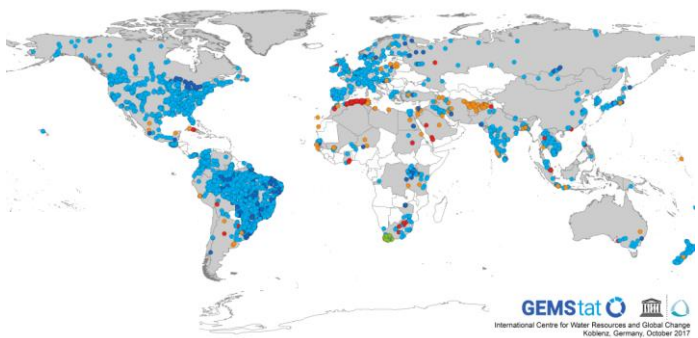 GEMStat
International Centre for Water Resources and Global Change
Koblenz, Germany, October 2017